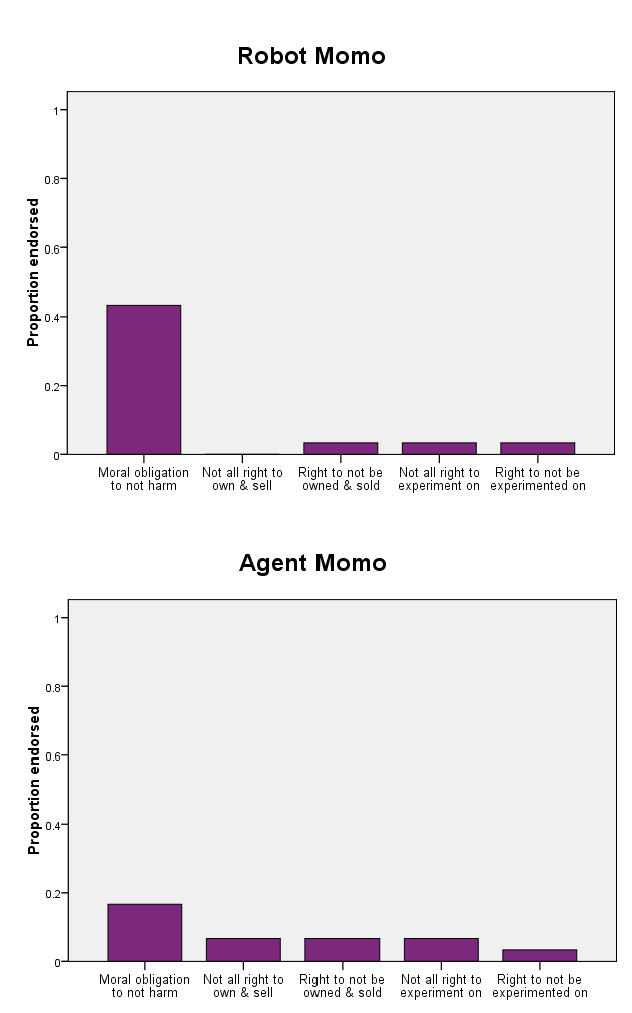 Robot Momo
1
0.8
0.6
0.4
0.2
0
Proportion endorsed
Moral obligation
to not harm
Not all right to
own & sell
Right to not be
owned & sold
Not all right to
experiment on
Right to not be
experimented on
Agent Momo
1
0.8
0.6
0.4
0.2
0
Proportion endorsed
Moral obligation
to not harm
Not all right to
own & sell
Right to not be
owned & sold
Not all right to
experiment on
Right to not be
experimented on